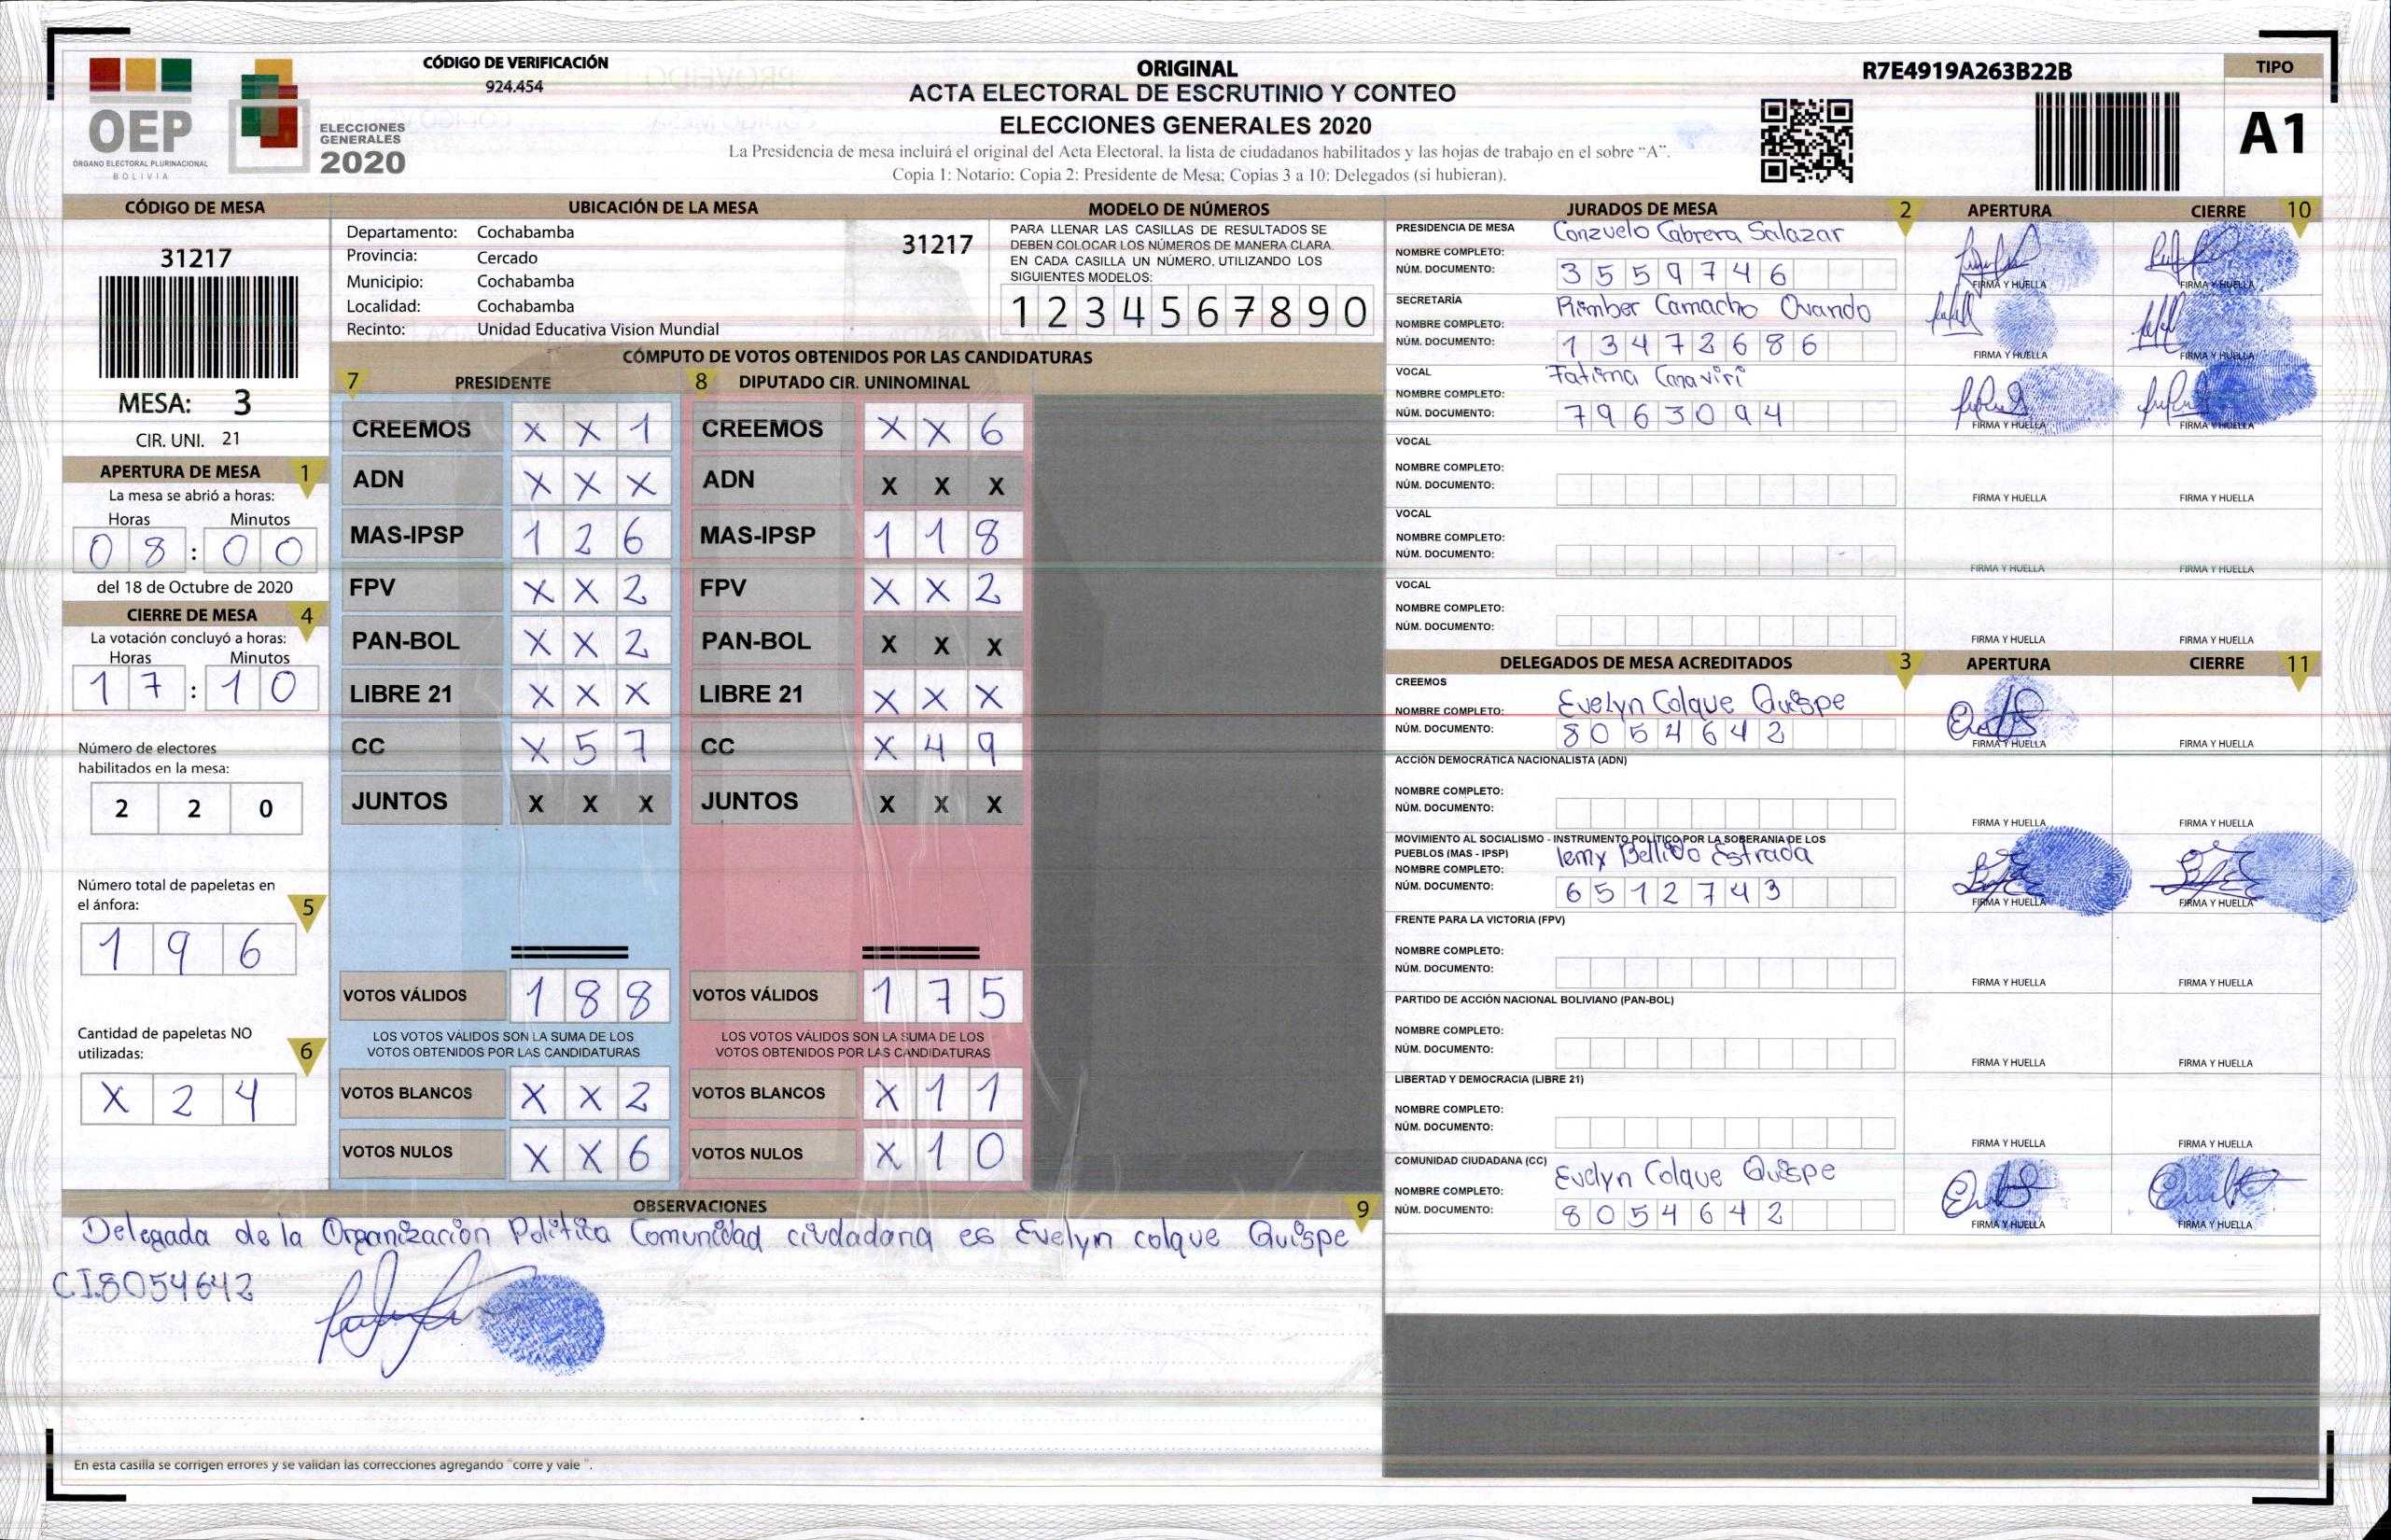 OEP
ÓRGANO ELECTORAL PLURINACIONAL
BOLIVIA
ELECCIONES
GENERALES
2020
CÓDIGO DE VERIFICACIÓN
924.454
ORIGINAL
ACTA ELECTORAL DE ESCRUTINIO Y CONTEO
ELECCIONES GENERALES 2020
La Presidencia de mesa incluirá el original del Acta Electoral, la lista de ciudadanos habilitados y las hojas de trabajo en el sobre "A".
Copia 1: Notario; Copia 2: Presidente de Mesa; Copias 3 a 10: Delegados (si hubieran).
R7E4919A263B22B
TIPO
A1
CÓDIGO DE MESA
31217
MESA: 3
CIR. UNI. 21
APERTURA DE MESA 1
La mesa se abrió a horas:
Horas Minutos
08:00
del 18 de Octubre de 2020
CIERRE DE MESA 4
La votación concluyó a horas:
Horas Minutos
17:10
Número de electores
habilitados en la mesa:
2 2 0
Número total de papeletas en
el ánfora: 5
1 9 6
Cantidad de papeletas NO
utilizadas: 6
X 2 4
UBICACIÓN DE LA MESA
Departamento: Cochabamba
Provincia: Cercado
Municipio: Cochabamba
Localidad: Cochabamba
Recinto: Unidad Educativa Vision Mundial
31217
MODELO DE NÚMEROS
PARA LLENAR LAS CASILLAS DE RESULTADOS SE
DEBEN COLOCAR LOS NÚMEROS DE MANERA CLARA.
EN CADA CASILLA UN NÚMERO, UTILIZANDO LOS
SIGUIENTES MODELOS:
1 2 3 4 5 6 7 8 9 0
CÓMPUTO DE VOTOS OBTENIDOS POR LAS CANDIDATURAS
7 PRESIDENTE 8 DIPUTADO CIR. UNINOMINAL
CREEMOS X X 1 CREEMOS X X 6
ADN X X X ADN X X X
MAS-IPSP 1 2 6 MAS-IPSP 1 1 8
FPV X X 2 FPV X X 2
PAN-BOL X X 2 PAN-BOL X X X
LIBRE 21 X X X LIBRE 21 X X X
CC X 5 7 CC X 4 9
JUNTOS X X X JUNTOS X X X
VOTOS VÁLIDOS 1 8 8 VOTOS VÁLIDOS 1 7 5
LOS VOTOS VÁLIDOS SON LA SUMA DE LOS LOS VOTOS VÁLIDOS SON LA SUMA DE LOS
VOTOS OBTENIDOS POR LAS CANDIDATURAS VOTOS OBTENIDOS POR LAS CANDIDATURAS
VOTOS BLANCOS X X 2 VOTOS BLANCOS X 1 1
VOTOS NULOS X X 6 VOTOS NULOS X 1 0
OBSERVACIONES 9
Delegada de la Organización Política Comunidad ciudadana es Evelyn colque Quispe
C.I.8054642
En esta casilla se corrigen errores y se validan las correcciones agregando "corre y vale".
JURADOS DE MESA 2 APERTURA CIERRE 10
PRESIDENCIA DE MESA
NOMBRE COMPLETO: Conzuelo Cabrera Salazar
NÚM. DOCUMENTO: 3559746
FIRMA Y HUELLA FIRMA Y HUELLA
SECRETARÍA
NOMBRE COMPLETO: Rimber Camacho Ovando
NÚM. DOCUMENTO: 13472686
FIRMA Y HUELLA FIRMA Y HUELLA
VOCAL
NOMBRE COMPLETO: Fatima Canaviri
NÚM. DOCUMENTO: 7963094
FIRMA Y HUELLA FIRMA Y HUELLA
VOCAL
NOMBRE COMPLETO:
NÚM. DOCUMENTO:
FIRMA Y HUELLA FIRMA Y HUELLA
VOCAL
NOMBRE COMPLETO:
NÚM. DOCUMENTO:
FIRMA Y HUELLA FIRMA Y HUELLA
VOCAL
NOMBRE COMPLETO:
NÚM. DOCUMENTO:
FIRMA Y HUELLA FIRMA Y HUELLA
DELEGADOS DE MESA ACREDITADOS 3 APERTURA CIERRE 11
CREEMOS
NOMBRE COMPLETO: Evelyn Colque Quispe
NÚM. DOCUMENTO: 8054642
FIRMA Y HUELLA FIRMA Y HUELLA
ACCIÓN DEMOCRÁTICA NACIONALISTA (ADN)
NOMBRE COMPLETO:
NÚM. DOCUMENTO:
FIRMA Y HUELLA FIRMA Y HUELLA
MOVIMIENTO AL SOCIALISMO - INSTRUMENTO POLÍTICO POR LA SOBERANIA DE LOS
PUEBLOS (MAS - IPSP)
NOMBRE COMPLETO: Bellido Estrada
NÚM. DOCUMENTO: 6512743
FIRMA Y HUELLA FIRMA Y HUELLA
FRENTE PARA LA VICTORIA (FPV)
NOMBRE COMPLETO:
NÚM. DOCUMENTO:
FIRMA Y HUELLA FIRMA Y HUELLA
PARTIDO DE ACCIÓN NACIONAL BOLIVIANO (PAN-BOL)
NOMBRE COMPLETO:
NÚM. DOCUMENTO:
FIRMA Y HUELLA FIRMA Y HUELLA
LIBERTAD Y DEMOCRACIA (LIBRE 21)
NOMBRE COMPLETO:
NÚM. DOCUMENTO:
FIRMA Y HUELLA FIRMA Y HUELLA
COMUNIDAD CIUDADANA (CC)
NOMBRE COMPLETO: Evelyn Colque Quispe
NÚM. DOCUMENTO: 8054642
FIRMA Y HUELLA FIRMA Y HUELLA